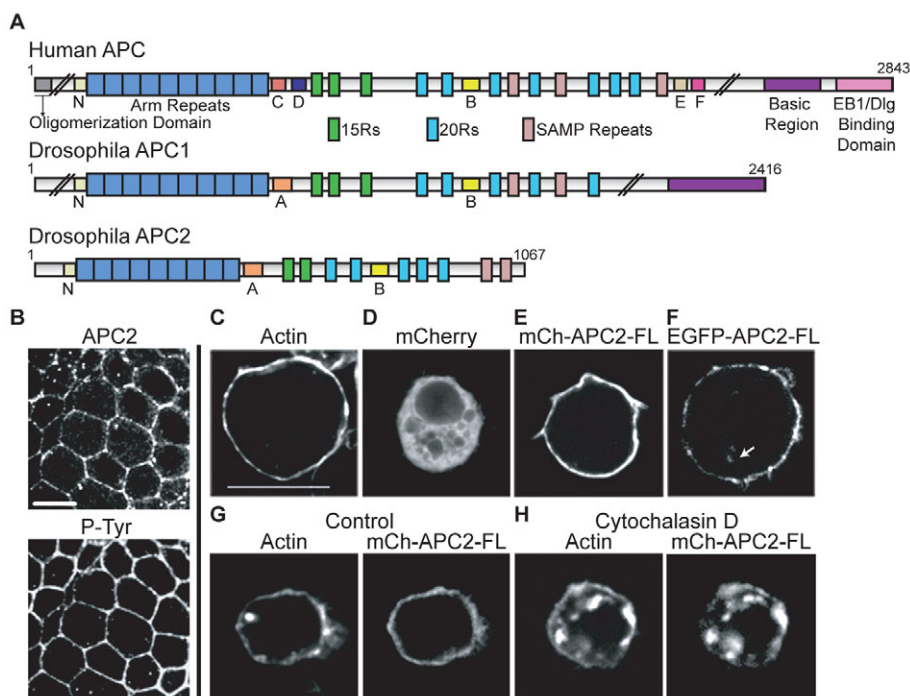 A
Human APC
1
2843
N
Arm Repeats
C D
B
E F
Oligomerization Domain
Basic
Region
EB1/Dlg
Binding
Domain
15Rs
20Rs
SAMP Repeats
Drosophila APC1
1
2416
N
A
B
Drosophila APC2
1
1067
N
A
B
B
APC2
P-Tyr
C
Actin
D
mCherry
E
mCh-APC2-FL
F
EGFP-APC2-FL
G
Control
Actin
mCh-APC2-FL
H
Cytochalasin D
Actin
mCh-APC2-FL